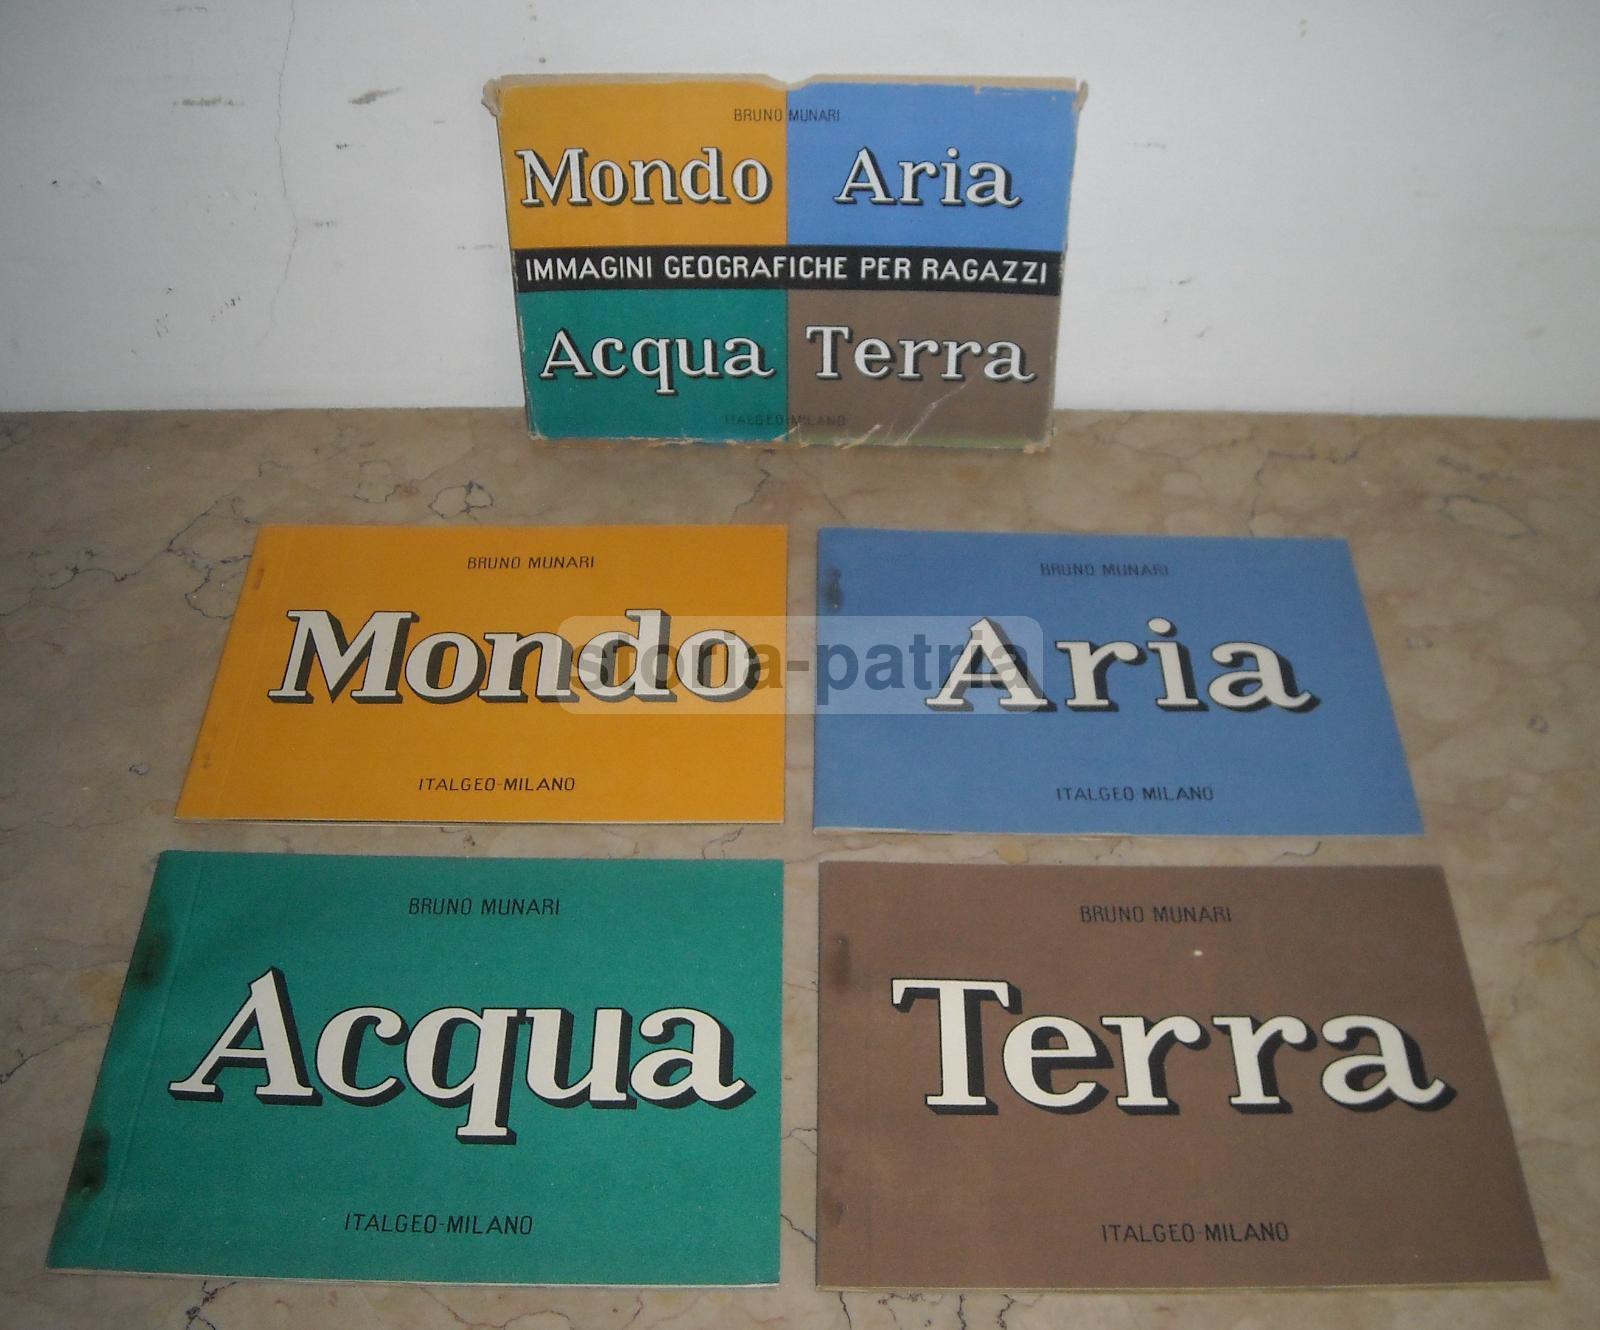 BRUNO MUNARI
Mondo Aria
IMMAGINI GEOGRAFICHE PER RAGAZZI
Acqua Terra
ITALGEO-MILANO
BRUNO MUNARI
Mondo
ITALGEO-MILANO
BRUNO MUNARI
Aria
ITALGEO-MILANO
storia-patria
BRUNO MUNARI
Acqua
ITALGEO-MILANO
BRUNO MUNARI
Terra
ITALGEO-MILANO